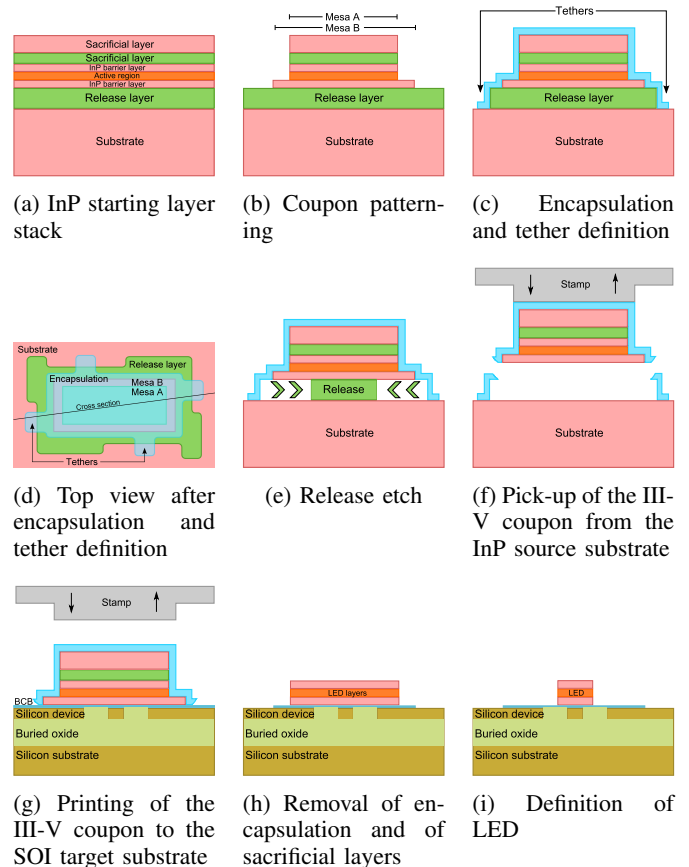 Sacrificial layer
Sacrificial layer
InP barrier layer
Active region
InP barrier layer
Release layer
Substrate
(a) InP starting layer
stack
Mesa A
Mesa B
Release layer
Substrate
(b) Coupon pattern-
ing
Tethers
Release layer
Substrate
(c) Encapsulation
and tether definition
Substrate
Release layer
Encapsulation
Mesa B
Mesa A
Cross section
Tethers
(d) Top view after
encapsulation and
tether definition
Release
Substrate
(e) Release etch
Stamp
Substrate
(f) Pick-up of the III-
V coupon from the
InP source substrate
Stamp
BCB
Silicon device
Buried oxide
Silicon substrate
(g) Printing of the
III-V coupon to the
SOI target substrate
LED layers
Silicon device
Buried oxide
Silicon substrate
(h) Removal of en-
capsulation and of
sacrificial layers
LED
Silicon device
Buried oxide
Silicon substrate
(i) Definition of
LED